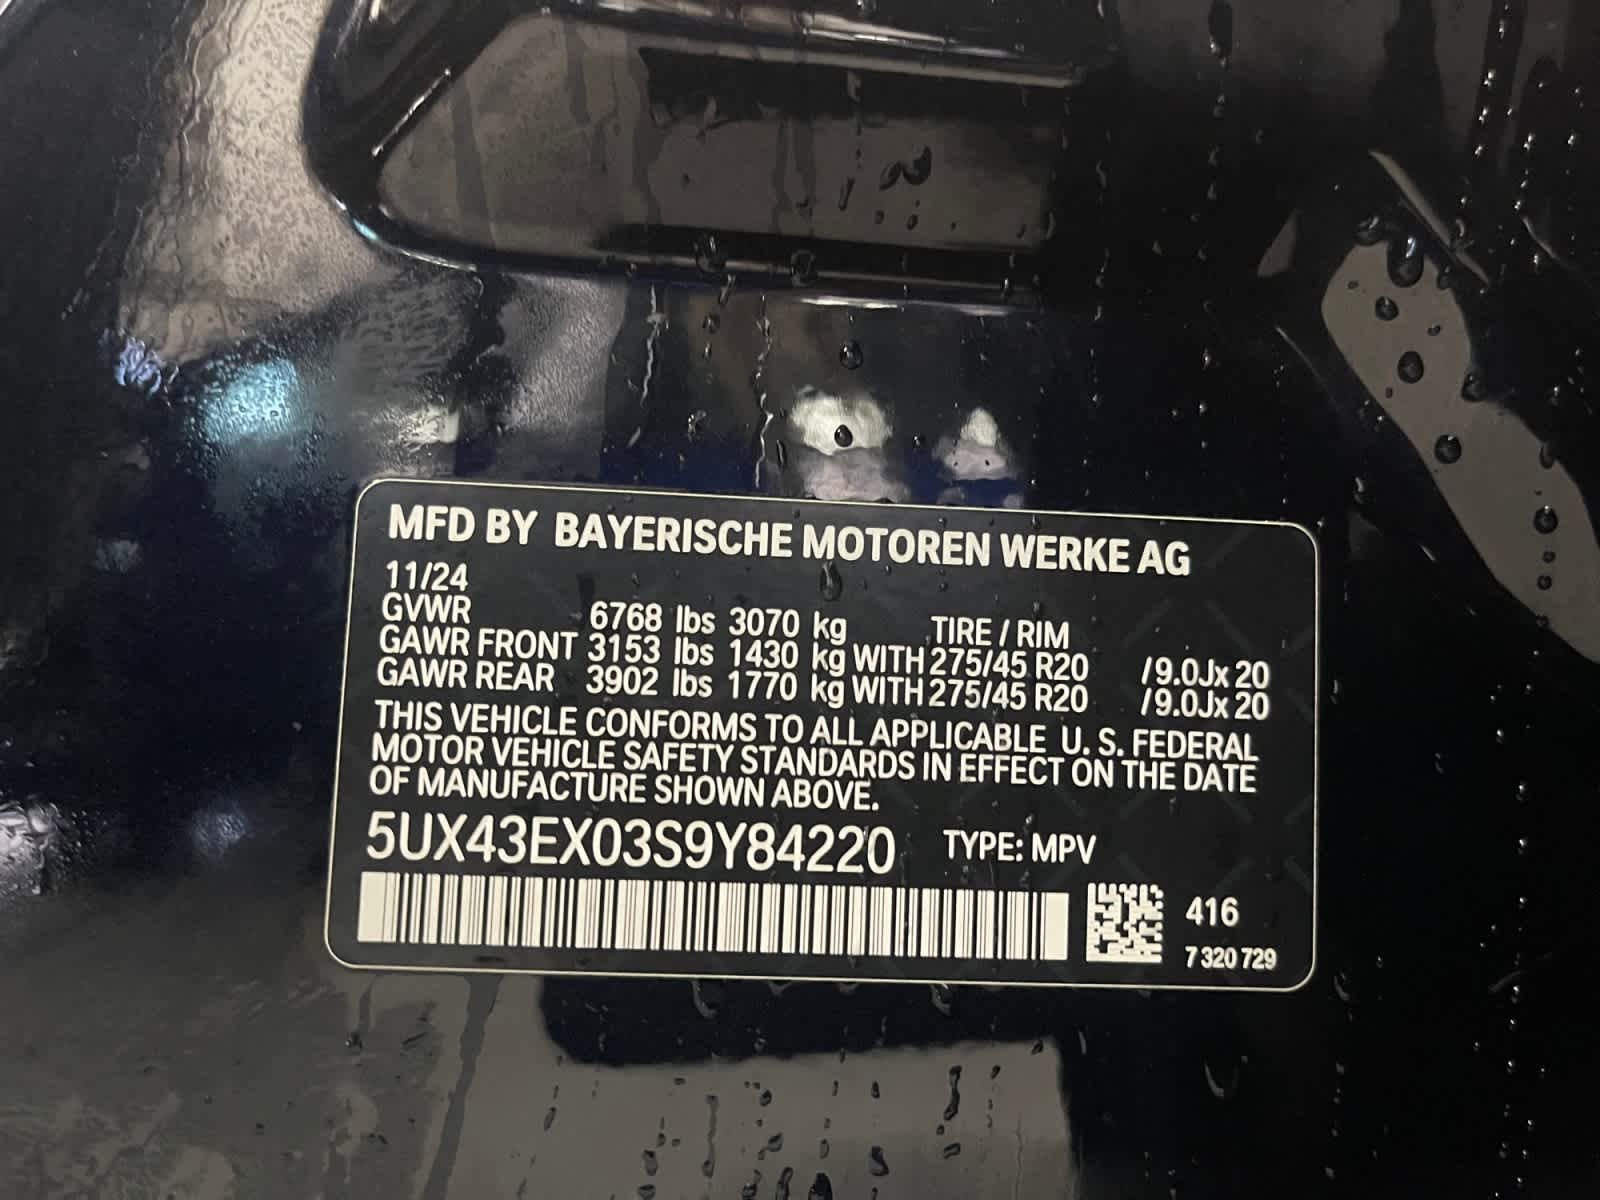 MFD BY BAYERISCHE MOTOREN WERKE AG
11/24
GVWR 6768 lbs 3070 kg TIRE / RIM
GAWR FRONT 3153 lbs 1430 kg WITH 275/45 R20 /9.0Jx 20
GAWR REAR 3902 lbs 1770 kg WITH 275/45 R20 /9.0Jx 20
THIS VEHICLE CONFORMS TO ALL APPLICABLE U. S. FEDERAL
MOTOR VEHICLE SAFETY STANDARDS IN EFFECT ON THE DATE
OF MANUFACTURE SHOWN ABOVE.
5UX43EX03S9Y84220 TYPE: MPV
416
7 320 729